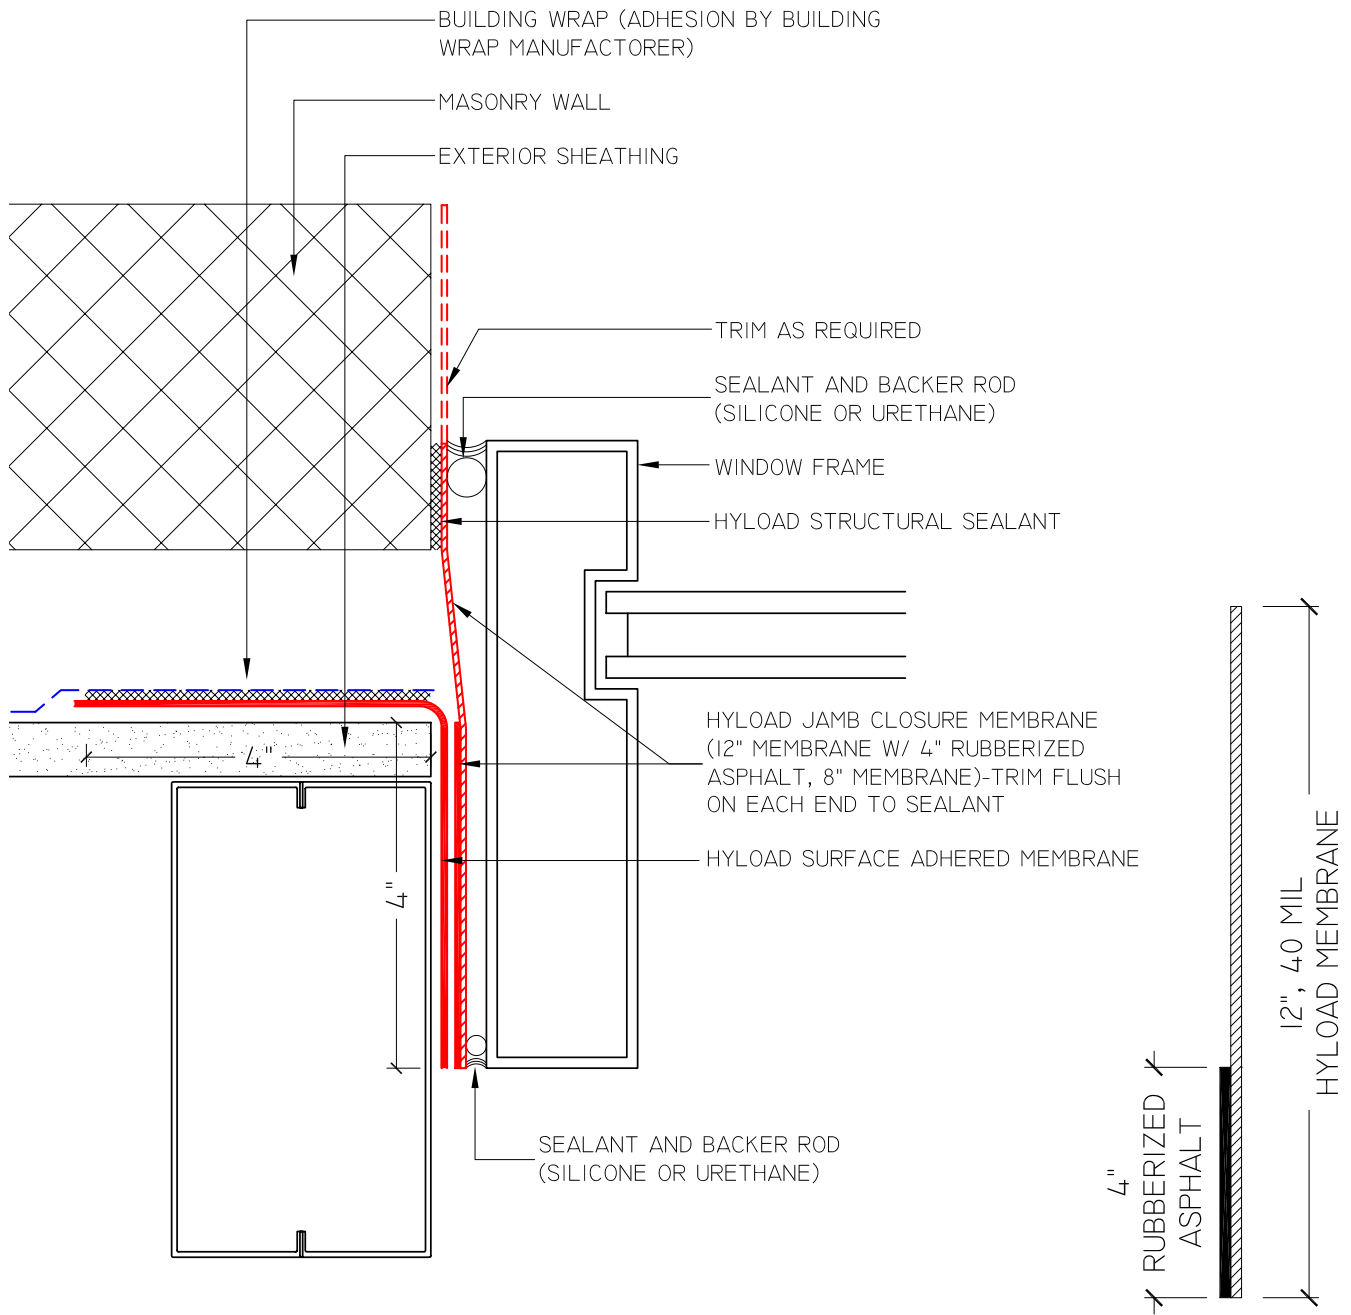 BUILDING WRAP (ADHESION BY BUILDING
WRAP MANUFACTORER)
MASONRY WALL
EXTERIOR SHEATHING
TRIM AS REQUIRED
SEALANT AND BACKER ROD
(SILICONE OR URETHANE)
WINDOW FRAME
HYLOAD STRUCTURAL SEALANT
HYLOAD JAMB CLOSURE MEMBRANE
(12" MEMBRANE W/ 4" RUBBERIZED
ASPHALT, 8" MEMBRANE)-TRIM FLUSH
ON EACH END TO SEALANT
HYLOAD SURFACE ADHERED MEMBRANE
4"
4"
SEALANT AND BACKER ROD
(SILICONE OR URETHANE)
4"
RUBBERIZED
ASPHALT
12", 40 MIL
HYLOAD MEMBRANE